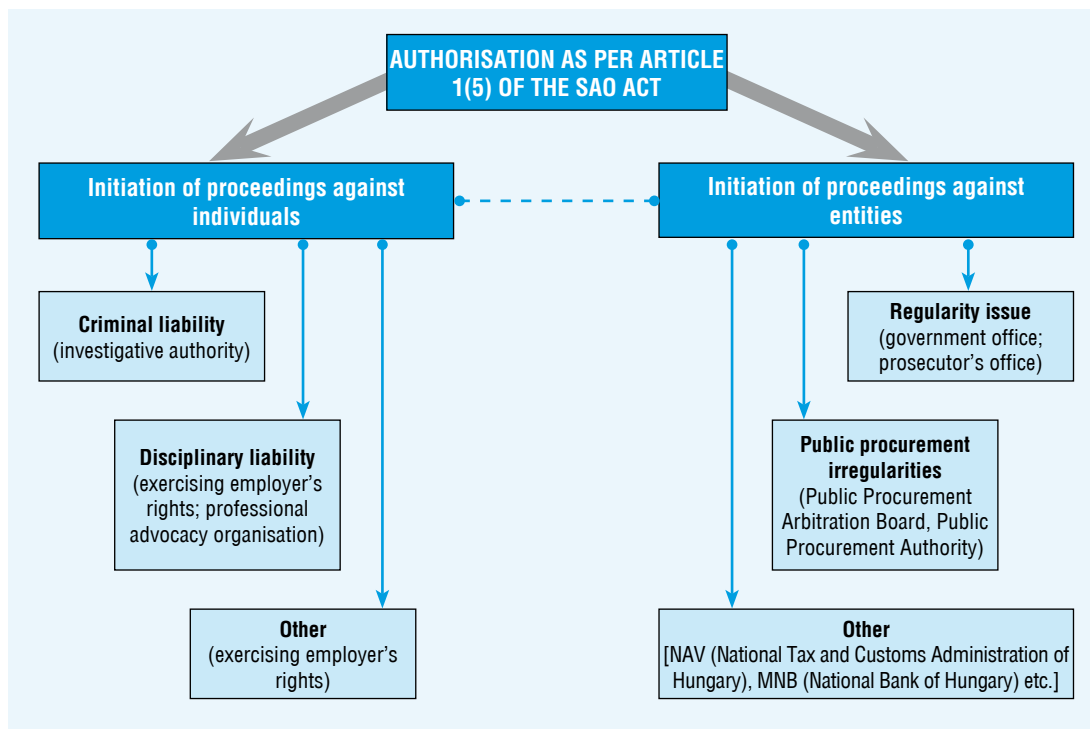 AUTHORISATION AS PER ARTICLE
1(5) OF THE SAO ACT
Initiation of proceedings against
individuals
Initiation of proceedings against
entities
Criminal liability
(investigative authority)
Disciplinary liability
(exercising employer's
rights; professional
advocacy organisation)
Other
(exercising employer's
rights)
Regularity issue
(government office;
prosecutor's office)
Public procurement
irregularities
(Public Procurement
Arbitration Board, Public
Procurement Authority)
Other
[NAV (National Tax and Customs Administration of
Hungary), MNB (National Bank of Hungary) etc.]